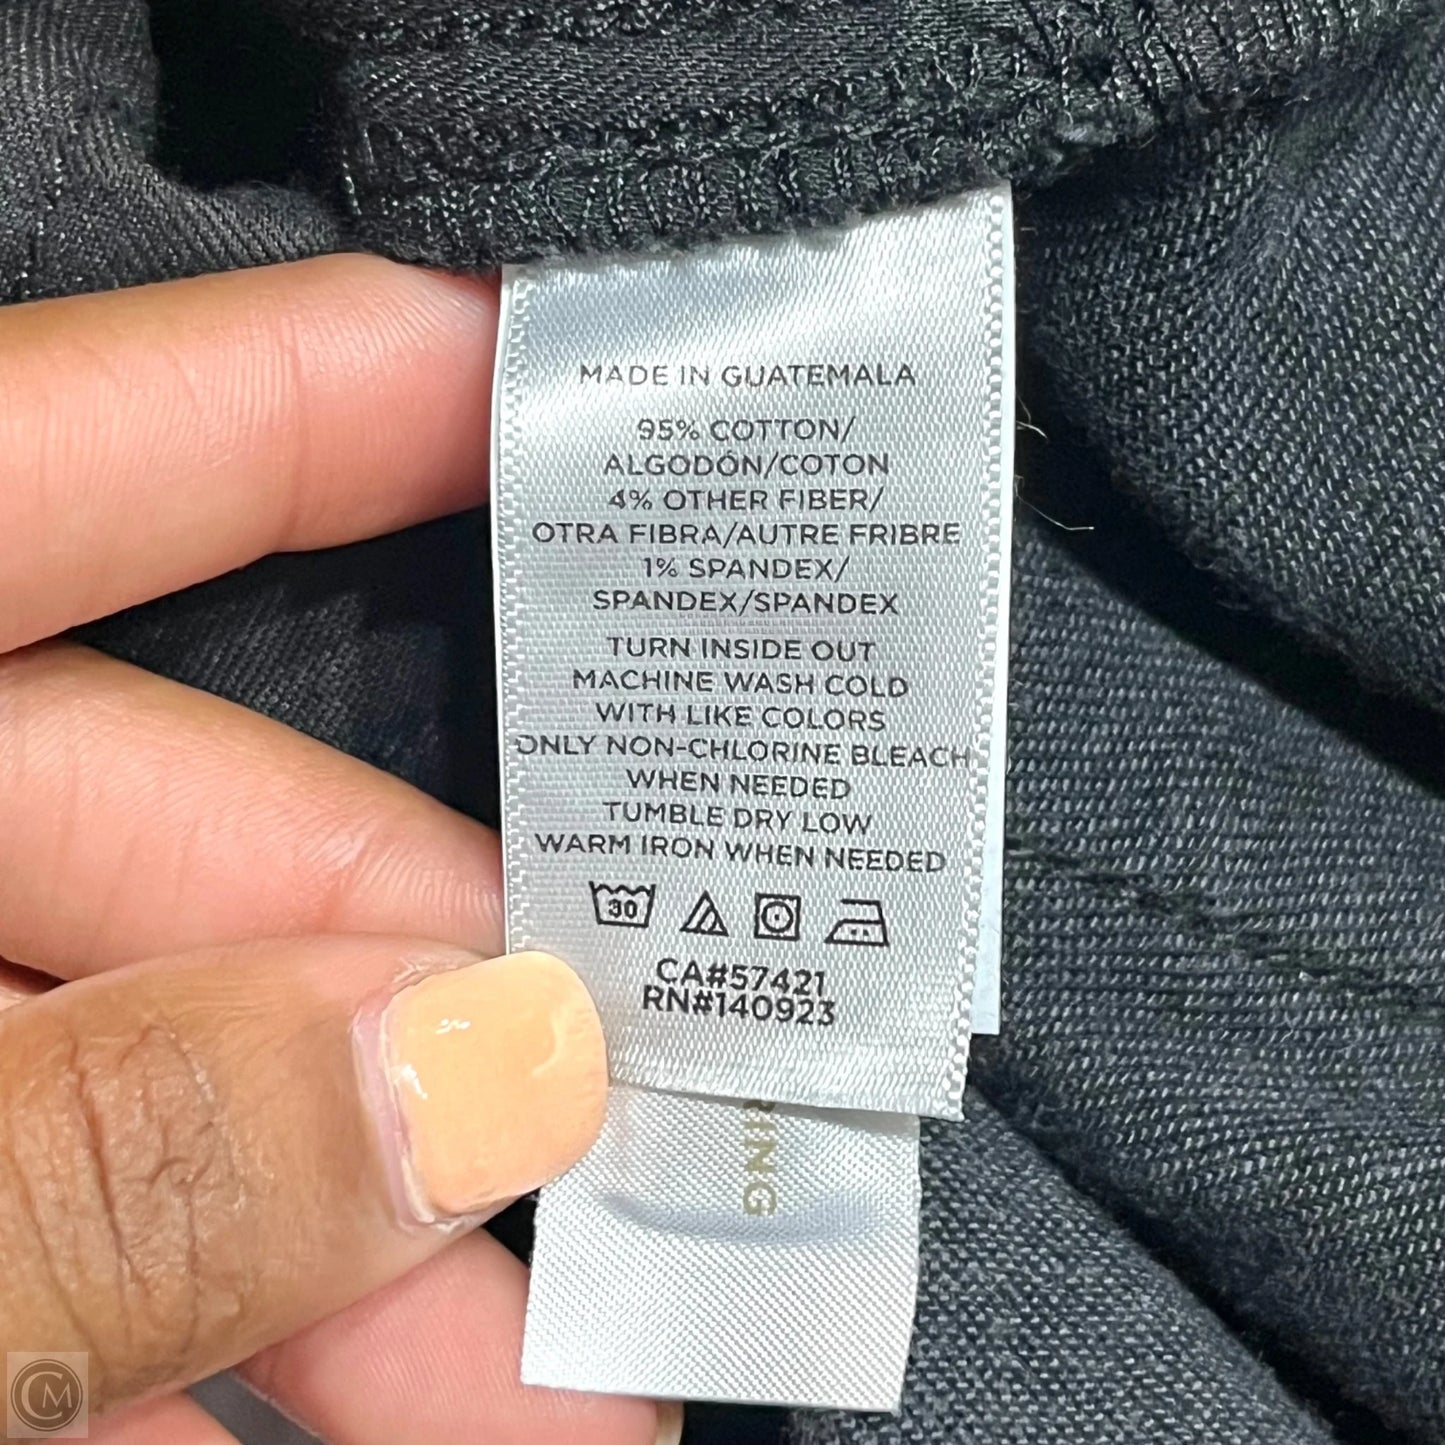 MADE IN GUATEMALA
95% COTTON/
ALGODÓN/COTON
4% OTHER FIBER/
OTRA FIBRA/AUTRE FRIBRE
1% SPANDEX/
SPANDEX/SPANDEX
TURN INSIDE OUT
MACHINE WASH COLD
WITH LIKE COLORS
ONLY NON-CHLORINE BLEACH
WHEN NEEDED
TUMBLE DRY LOW
WARM IRON WHEN NEEDED
30
CA#57421
RN#140923
RING
CM